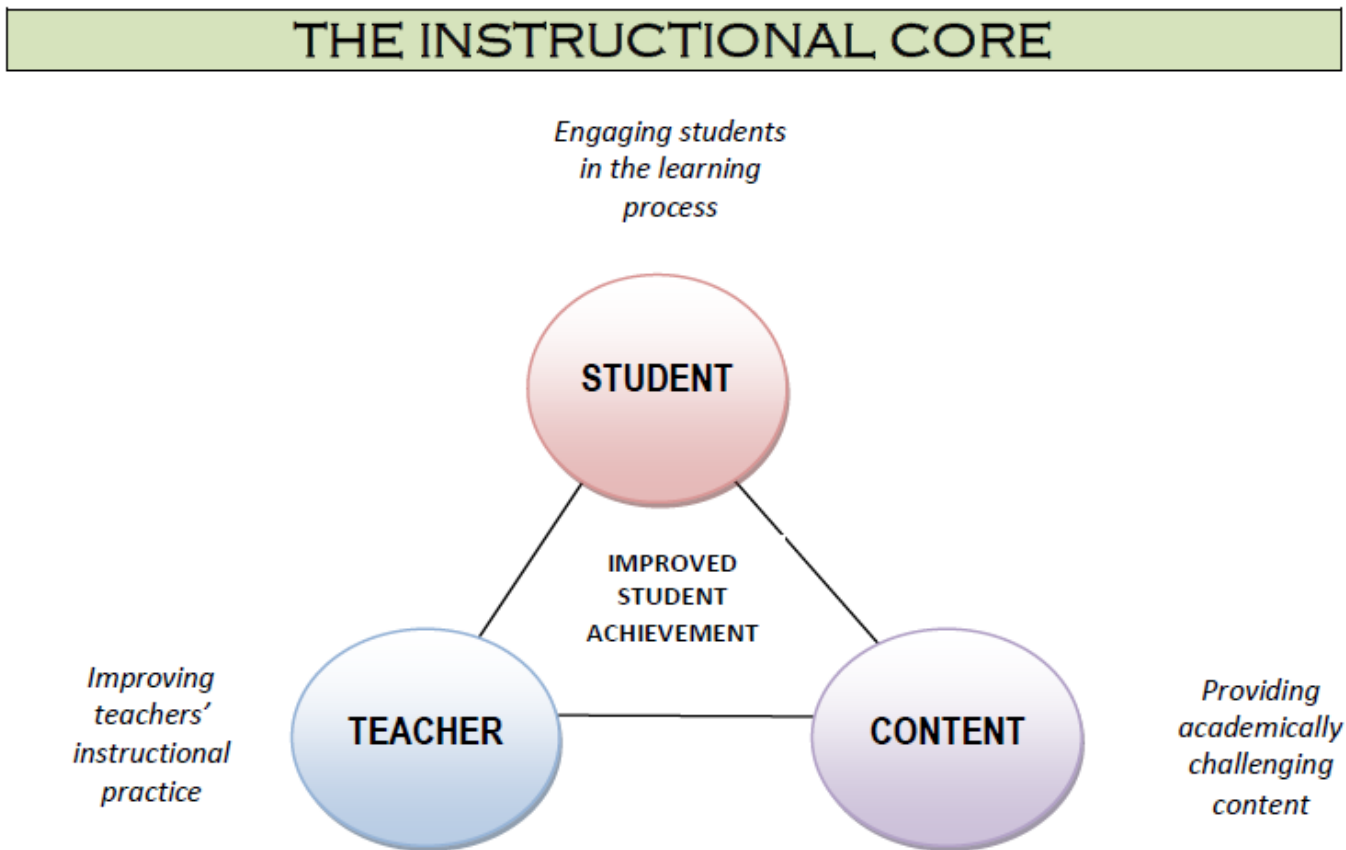 THE INSTRUCTIONAL CORE
Engaging students
in the learning
process
STUDENT
IMPROVED
STUDENT
ACHIEVEMENT
Improving
teachers’
instructional
practice
TEACHER
CONTENT
Providing
academically
challenging
content